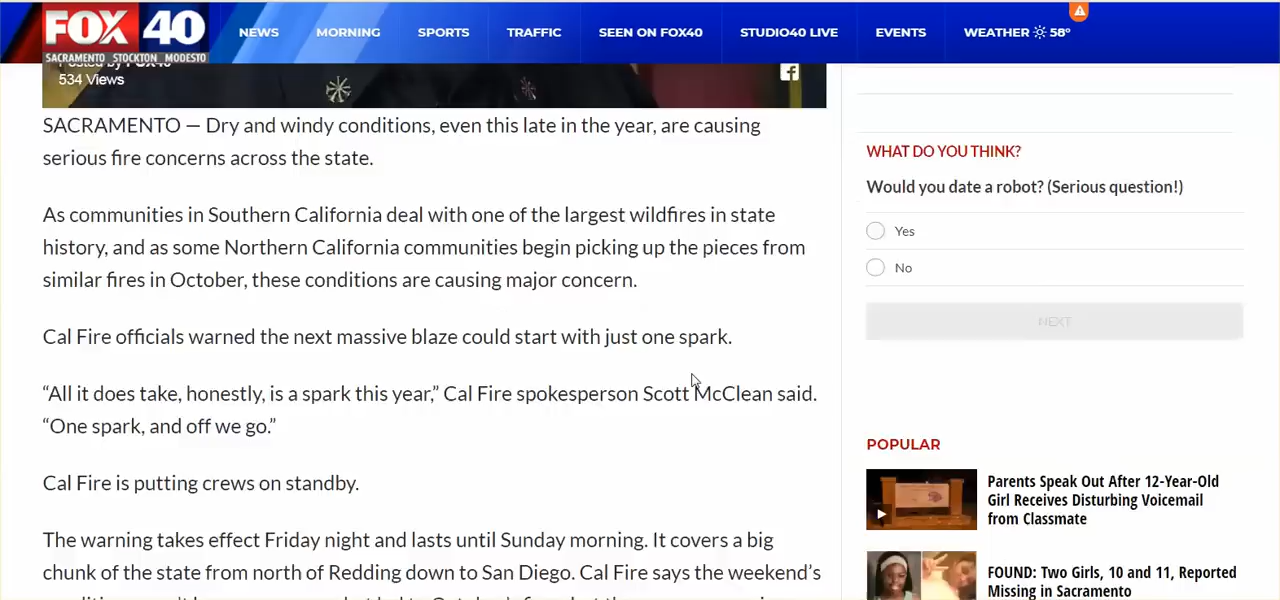 FOX 40
SACRAMENTO STOCKTON MODESTO
NEWS
MORNING
SPORTS
TRAFFIC
SEEN ON FOX40
STUDIO40 LIVE
EVENTS
WEATHER 58°
Posted by FOX40
534 Views
SACRAMENTO — Dry and windy conditions, even this late in the year, are causing
serious fire concerns across the state.
As communities in Southern California deal with one of the largest wildfires in state
history, and as some Northern California communities begin picking up the pieces from
similar fires in October, these conditions are causing major concern.
Cal Fire officials warned the next massive blaze could start with just one spark.
“All it does take, honestly, is a spark this year,” Cal Fire spokesperson Scott McClean said.
“One spark, and off we go.”
Cal Fire is putting crews on standby.
The warning takes effect Friday night and lasts until Sunday morning. It covers a big
chunk of the state from north of Redding down to San Diego. Cal Fire says the weekend’s
WHAT DO YOU THINK?
Would you date a robot? (Serious question!)
Yes
No
NEXT
POPULAR
Parents Speak Out After 12-Year-Old
Girl Receives Disturbing Voicemail
from Classmate
FOUND: Two Girls, 10 and 11, Reported
Missing in Sacramento